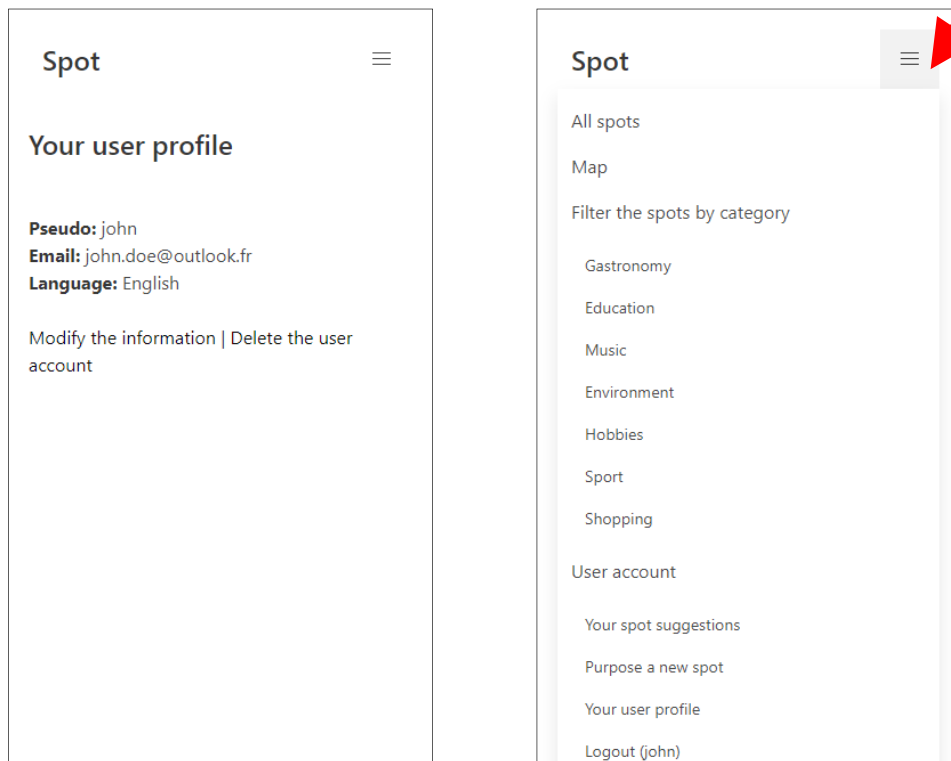 Spot
Your user profile
Pseudo: john
Email: john.doe@outlook.fr
Language: English
Modify the information | Delete the user
account
Spot
All spots
Map
Filter the spots by category
Gastronomy
Education
Music
Environment
Hobbies
Sport
Shopping
User account
Your spot suggestions
Purpose a new spot
Your user profile
Logout (john)